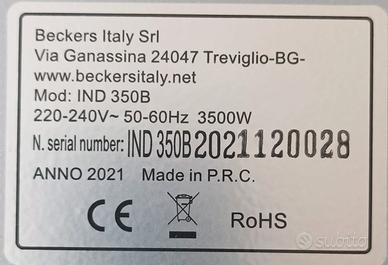 Beckers Italy Srl
Via Ganassina 24047 Treviglio-BG-
www.beckersitaly.net
Mod: IND 350B
220-240V~ 50-60Hz 3500W
N. serial number: IND 350B2021120028
ANNO 2021 Made in P.R.C.
CE RoHS
subito